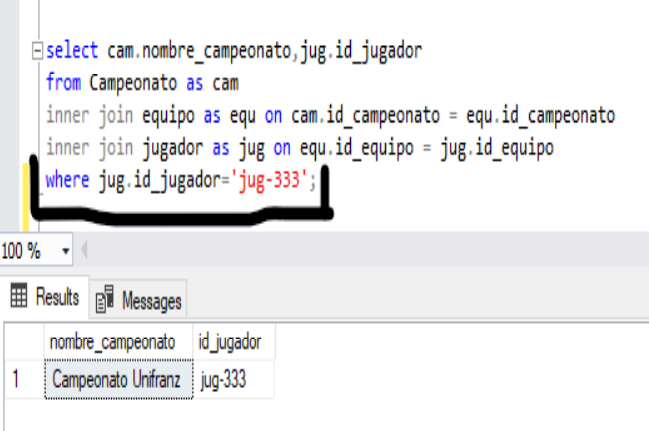 select cam.nombre_campeonato,jug.id_jugador
from Campeonato as cam
inner join equipo as equ on cam.id_campeonato = equ.id_campeonato
inner join jugador as jug on equ.id_equipo = jug.id_equipo
where jug.id_jugador='jug-333';
100 %
Results Messages
nombre_campeonato id_jugador
1 Campeonato Unifranz jug-333